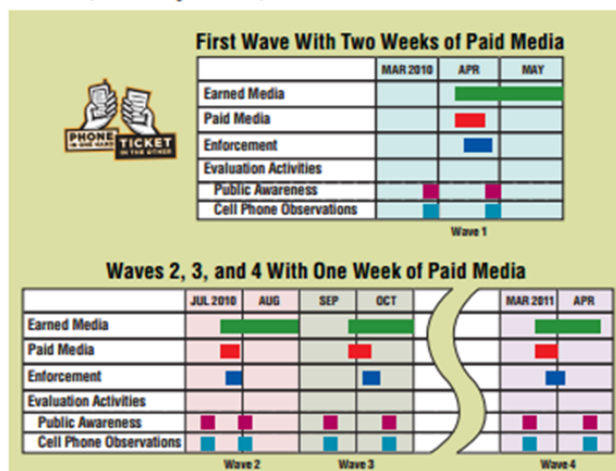 First Wave With Two Weeks of Paid Media
MAR 2010 APR MAY
Earned Media
Paid Media
Enforcement
Evaluation Activities
Public Awareness
Cell Phone Observations
Wave 1
PHONE
IN ONE HAND
TICKET
IN THE OTHER
Waves 2, 3, and 4 With One Week of Paid Media
JUL 2010 AUG SEP OCT MAR 2011 APR
Earned Media
Paid Media
Enforcement
Evaluation Activities
Public Awareness
Cell Phone Observations
Wave 2 Wave 3 Wave 4